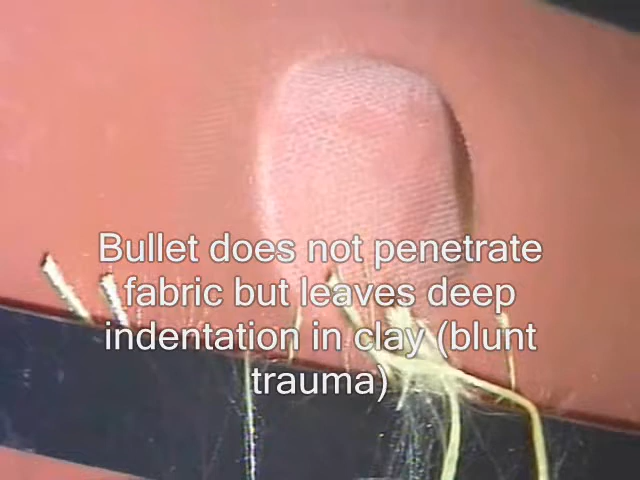 Bullet does not penetrate
fabric but leaves deep
indentation in clay (blunt
trauma)